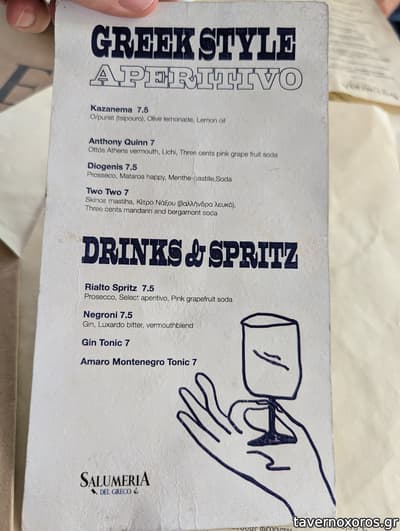 GREEK STYLE
APERITIVO
Kazanema 7.5
O/purist (tsipouro), Olive lemonade, Lemon oil
Anthony Quinn 7
Ottós Athens vermouth, Lichi, Three cents pink grape fruit soda
Diogenis 7.5
Prosseco, Mataroa happy, Menthe-pastille,Soda
Two Two 7
Skinos mastiha, Κίτρο Νάξου (βαλληνδρα λευκό),
Three cents mandarin and bergamont soda
DRINKS & SPRITZ
Rialto Spritz 7.5
Prosecco, Select aperitivo, Pink grapefruit soda
Negroni 7.5
Gin, Luxardo bitter, vermouthblend
Gin Tonic 7
Amaro Montenegro Tonic 7
SALUMERIA
DEL GRECO
tavernoxoros.gr